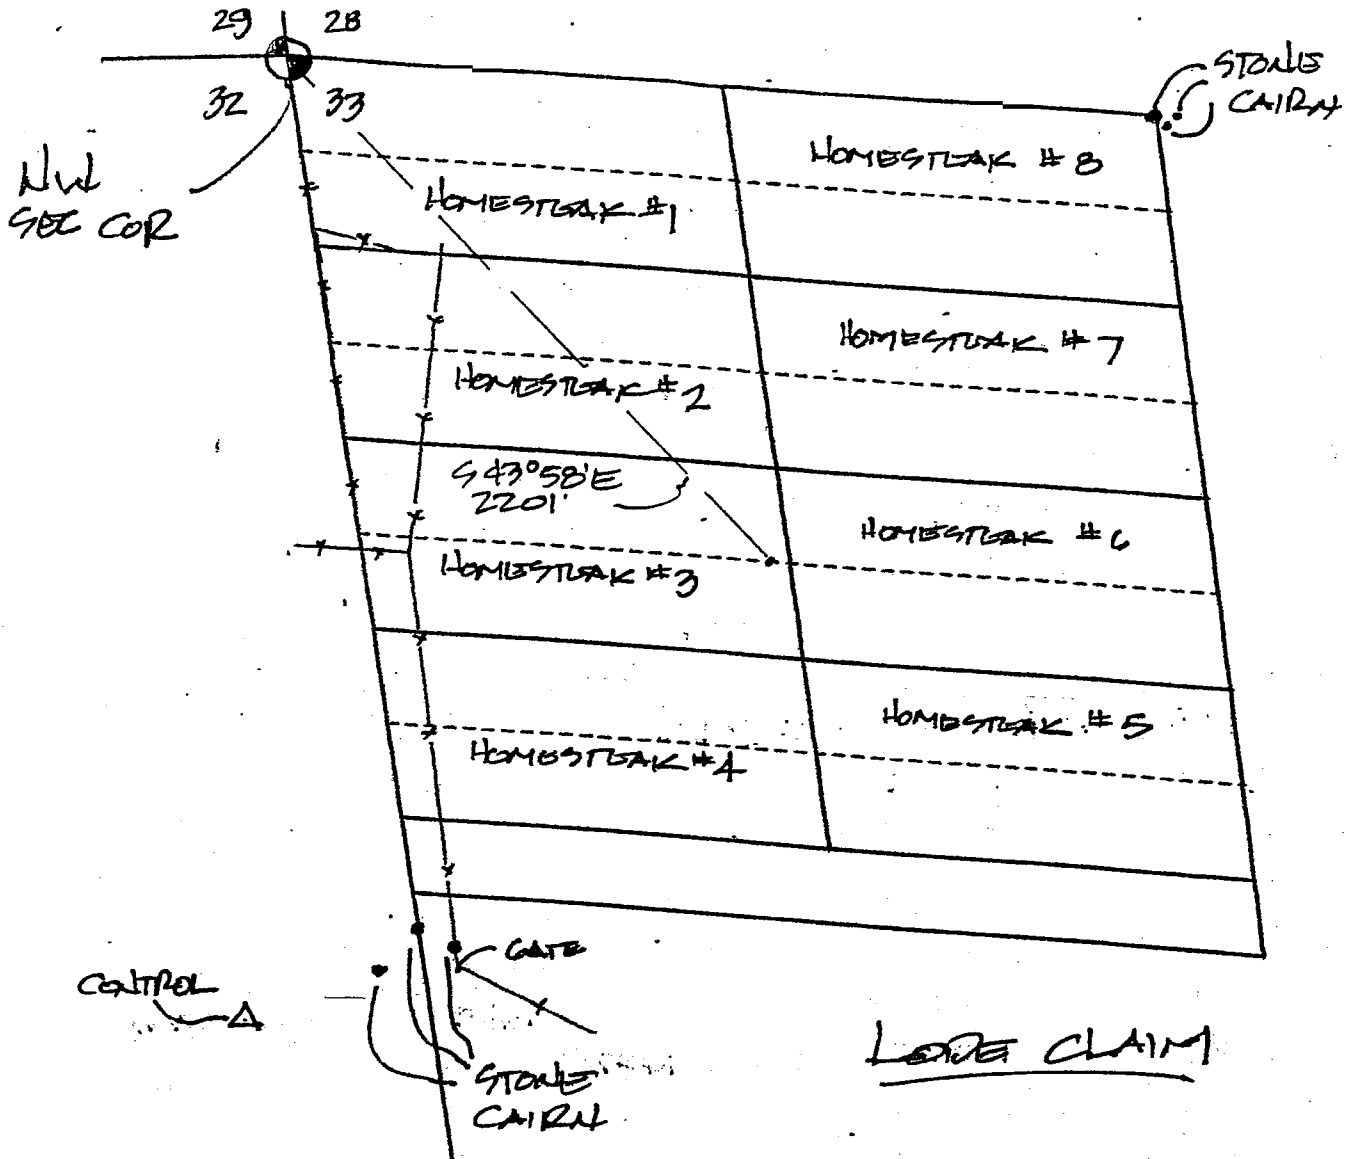 29 28
32 33
NW
SEC COR
STONE
CAIRN
HOMESTEAK # 8
HOMESTEAK #1
HOMESTEAK # 7
HOMESTEAK # 2
S 43°58'E
2201'
HOMESTEAK # 6
HOMESTEAK #3
HOMESTEAK # 5
HOMESTEAK #4
GATE
CONTROL
STONE
CAIRN
LODE CLAIM